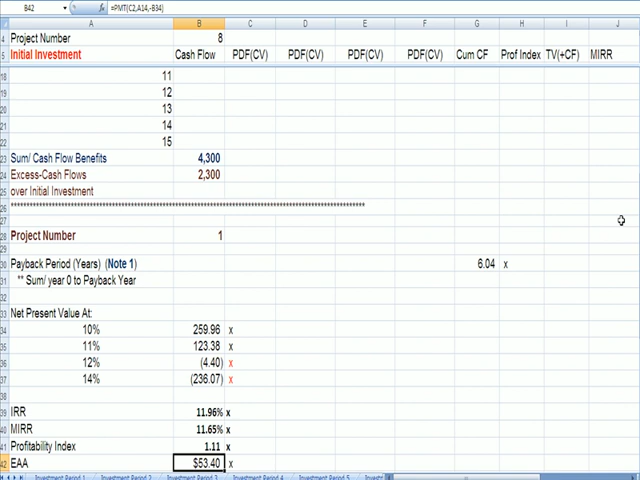 B42 =PMT(C2,A14,-B34)
A B C D E F G H I J
4 Project Number 8
5 Initial Investment Cash Flow PDF(CV) PDF(CV) PDF(CV) PDF(CV) Cum CF Prof Index TV(+CF) MIRR
18 11
19 12
20 13
21 14
22 15
23 Sum/ Cash Flow Benefits 4,300
24 Excess-Cash Flows 2,300
25 over Initial Investment
26 ********************************************************************************
27
28 Project Number 1
29
30 Payback Period (Years) (Note 1) 6.04 x
31 ** Sum/ year 0 to Payback Year
32
33 Net Present Value At:
34 10% 259.96 x
35 11% 123.38 x
36 12% (4.40) x
37 14% (236.07) x
38
39 IRR 11.96% x
40 MIRR 11.65% x
41 Profitability Index 1.11 x
42 EAA $53.40 x
Investment Period 1 Investment Period 2 Investment Period 3 Investment Period 4 Investment Period 5